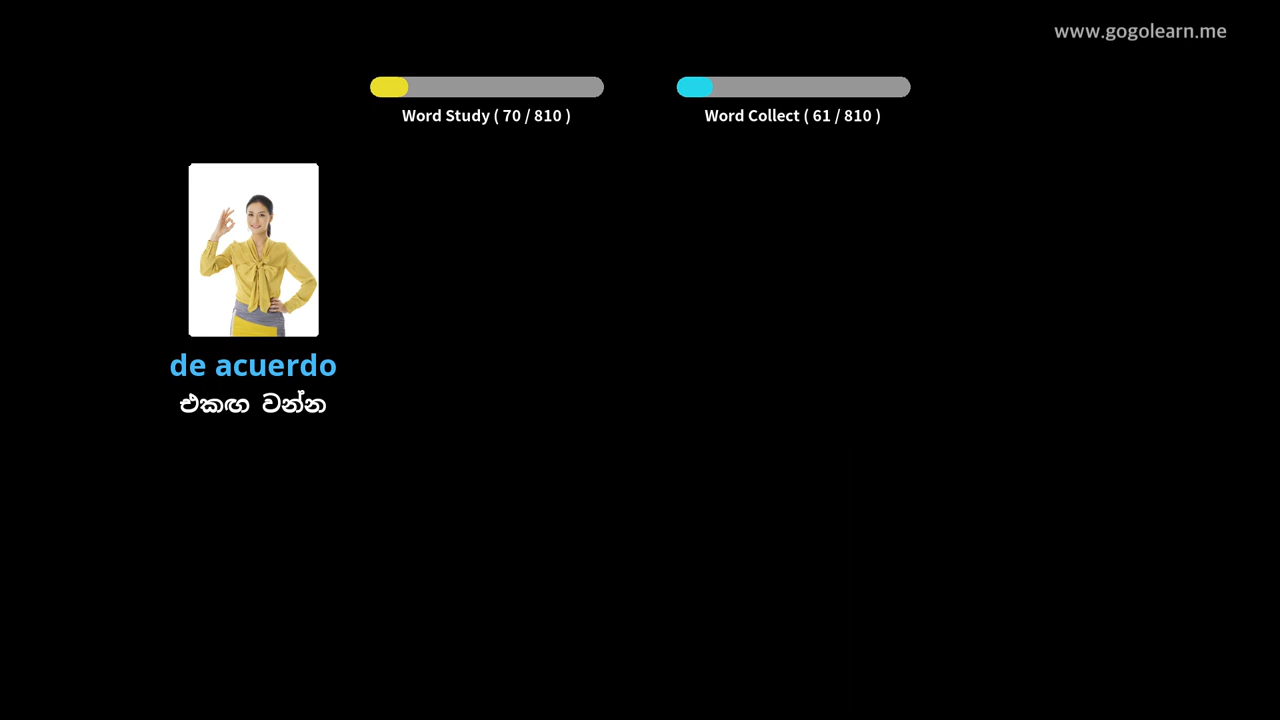 www.gogolearn.me
Word Study ( 70 / 810 )
Word Collect ( 61 / 810 )
de acuerdo
එකඟ වන්න